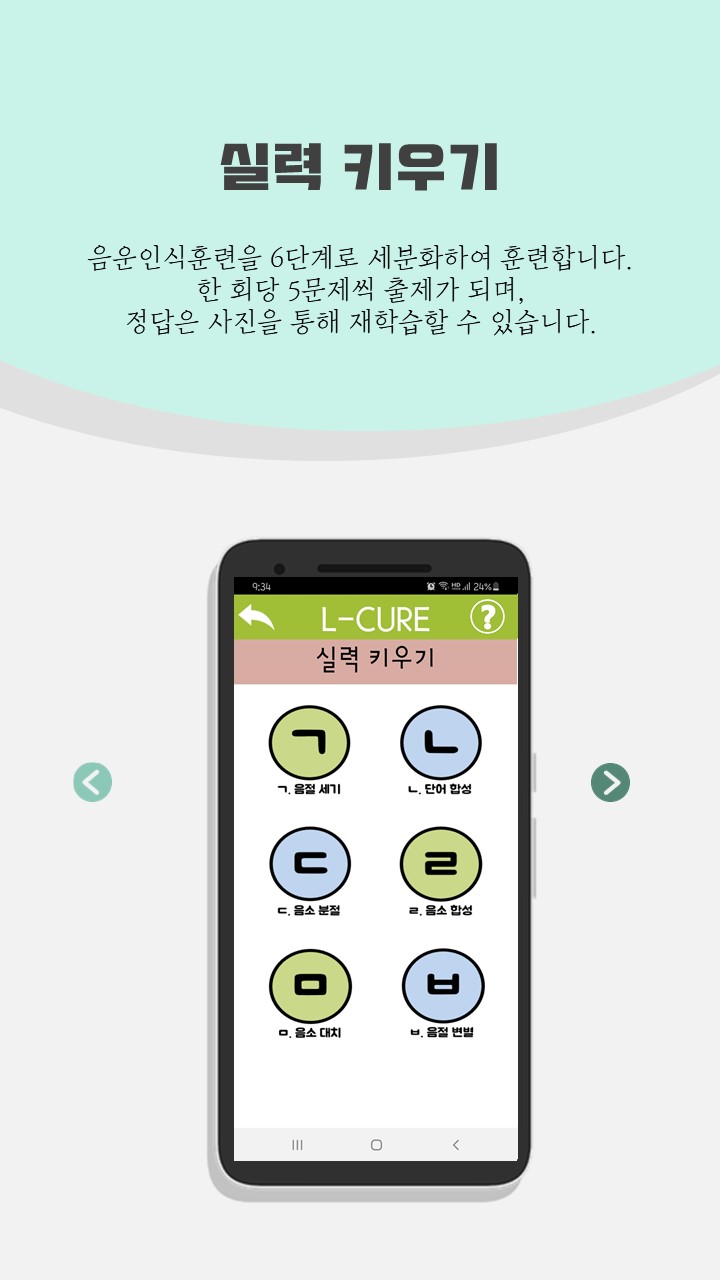 실력 키우기
음운인식훈련을 6단계로 세분화하여 훈련합니다.
한 회당 5문제씩 출제가 되며,
정답은 사진을 통해 재학습할 수 있습니다.
9:34
HD 24%
L-CURE ?
실력 키우기
ㄱ ㄴ
ㄱ. 음절 세기 ㄴ. 단어 합성
ㄷ ㄹ
ㄷ. 음소 분절 ㄹ. 음소 합성
ㅁ ㅂ
ㅁ. 음소 대치 ㅂ. 음절 변별